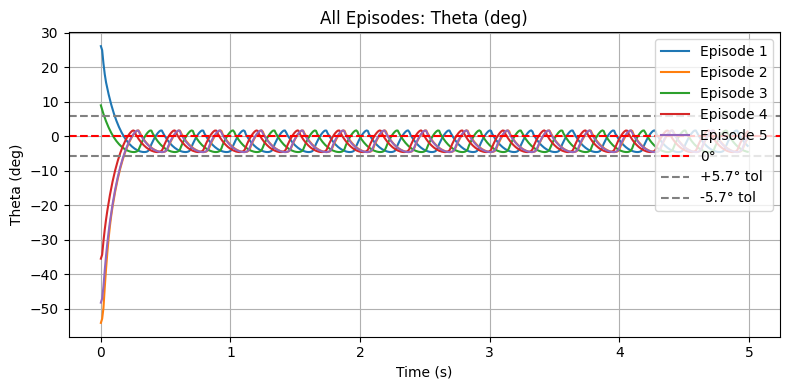 All Episodes: Theta (deg)
Theta (deg)
30
20
10
0
−10
−20
−30
−40
−50
0
1
2
3
4
5
Time (s)
Episode 1
Episode 2
Episode 3
Episode 4
Episode 5
0°
+5.7° tol
-5.7° tol